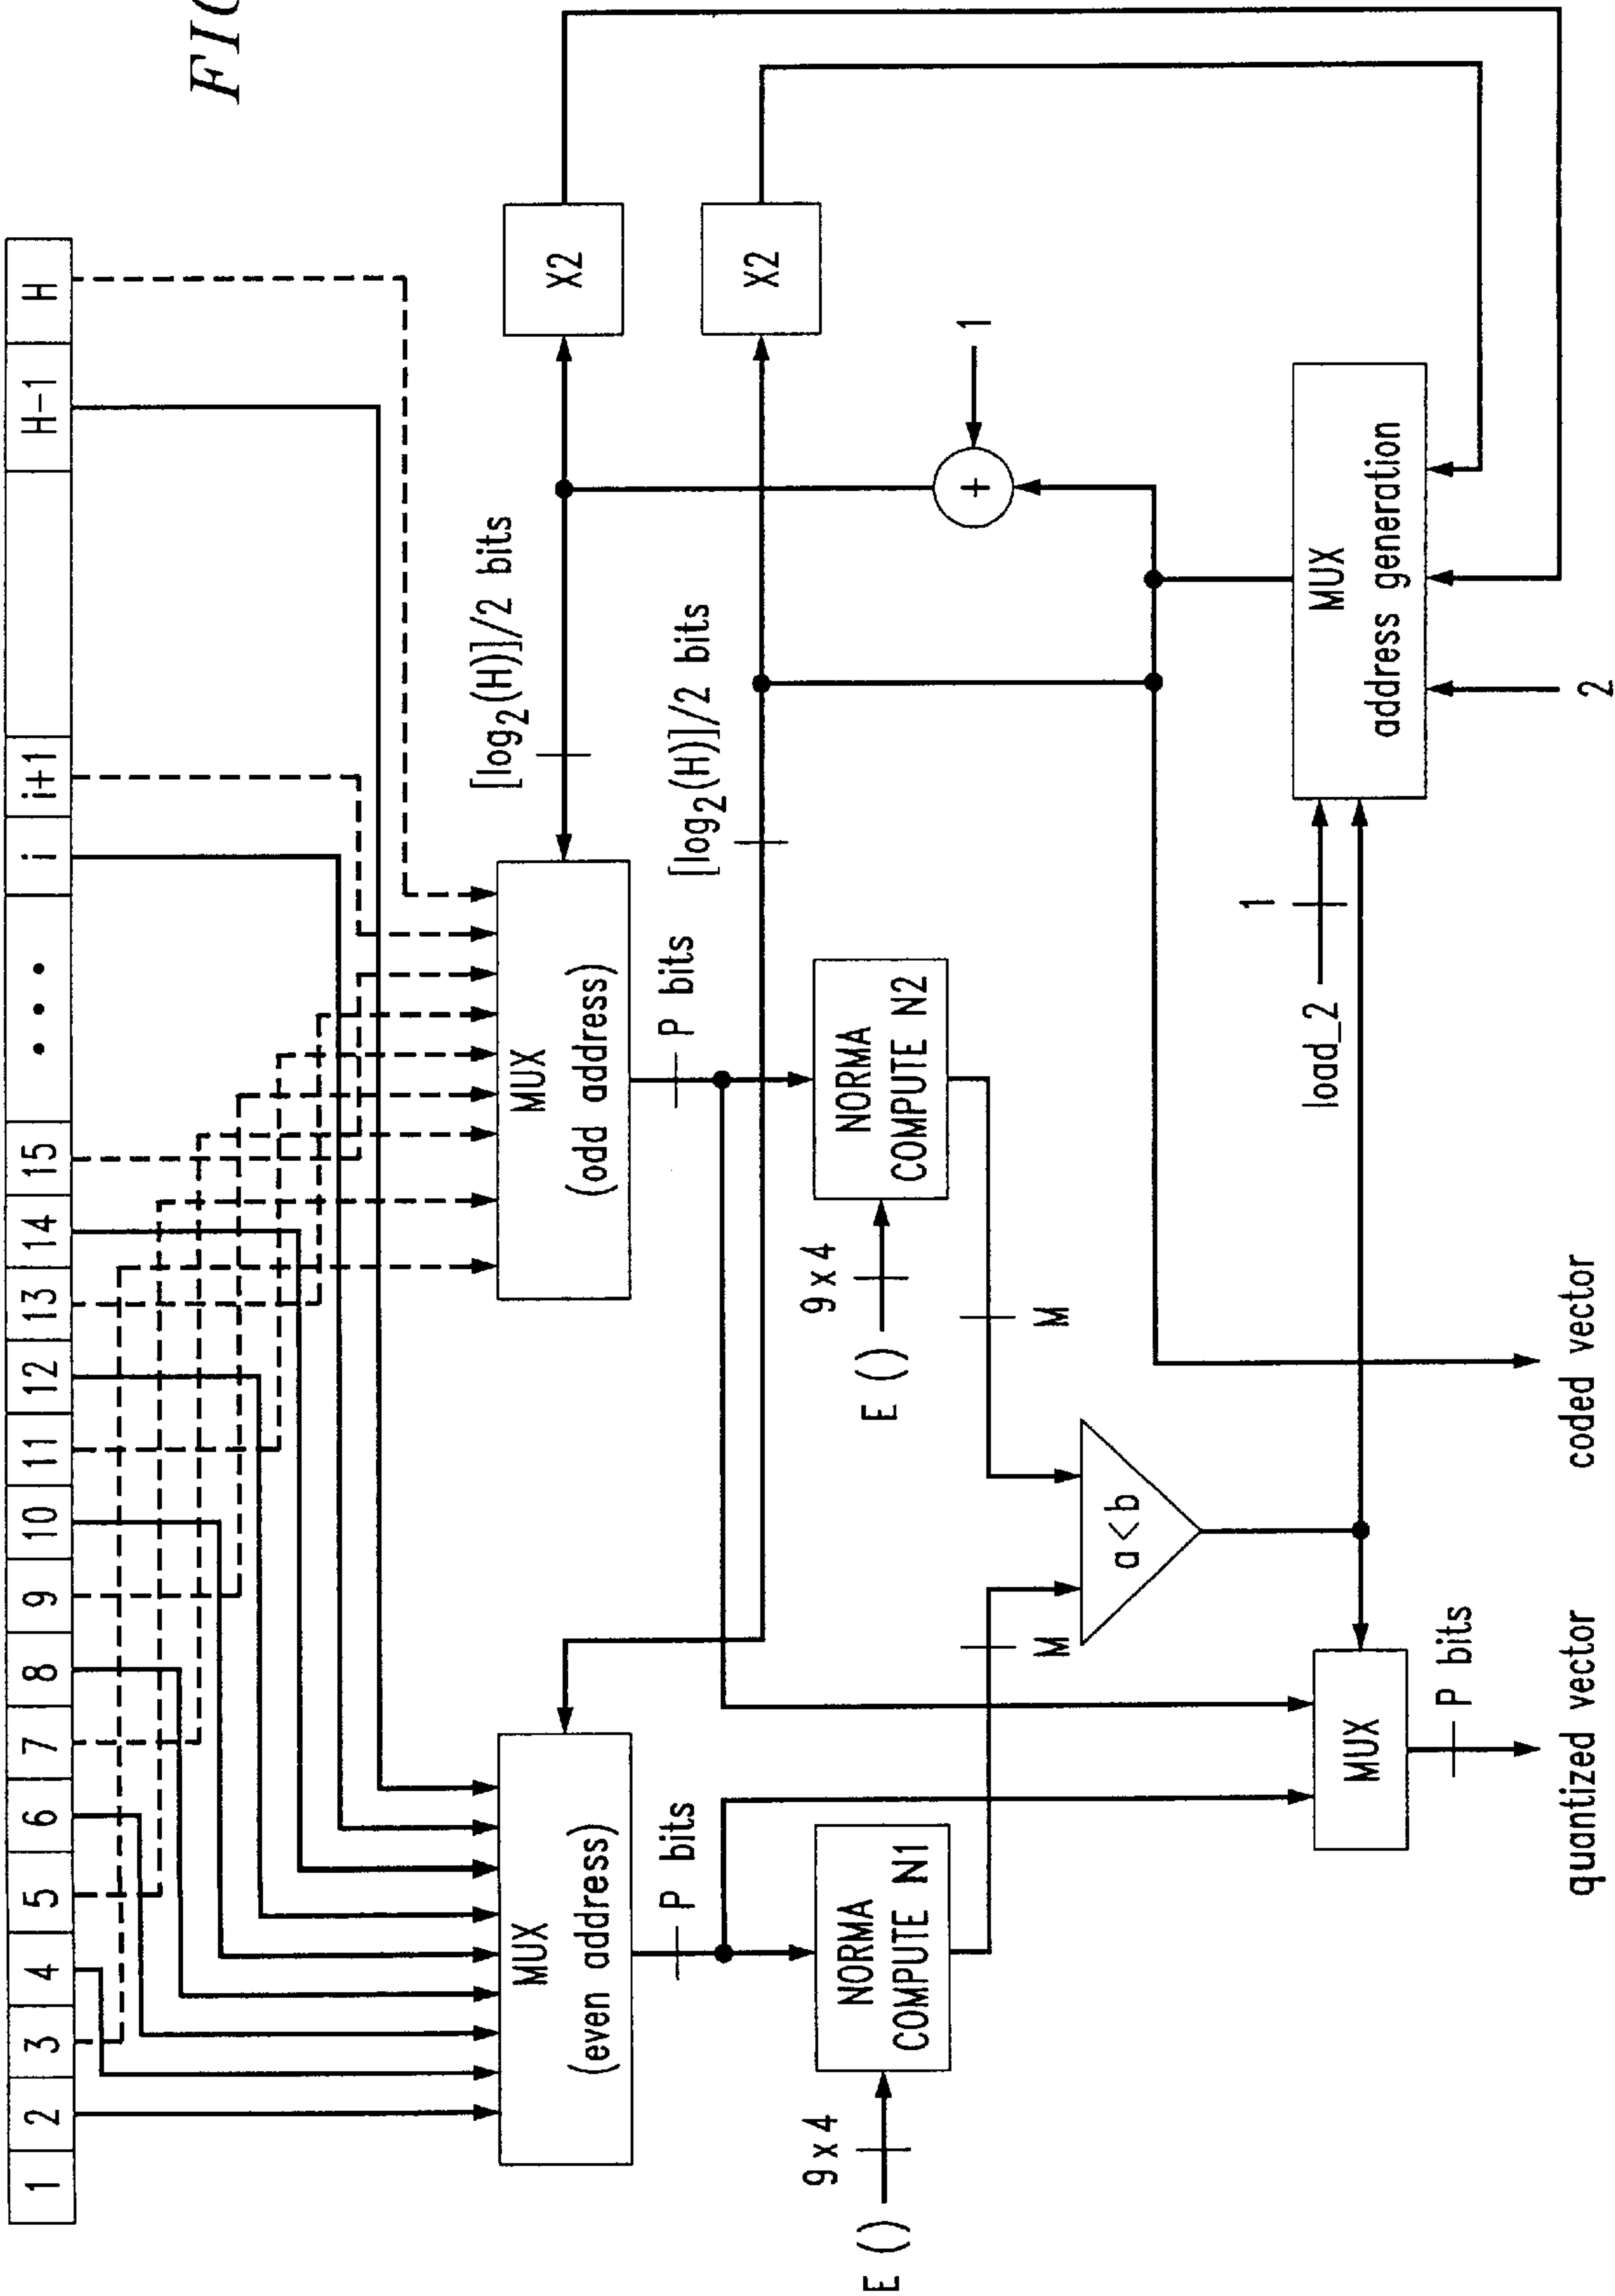 FIG
1 2 3 4 5 6 7 8 9 10 11 12 13 14 15 • • • i i+1 H-1 H
X2
X2
[log2(H)]/2 bits
[log2(H)]/2 bits
MUX
(even address)
MUX
(odd address)
P bits
P bits
1
+
E ()
9 x 4
NORMA
COMPUTE N1
E ()
9 x 4
NORMA
COMPUTE N2
M
M
a < b
load_2
1
MUX
address generation
2
MUX
P bits
quantized vector
coded vector